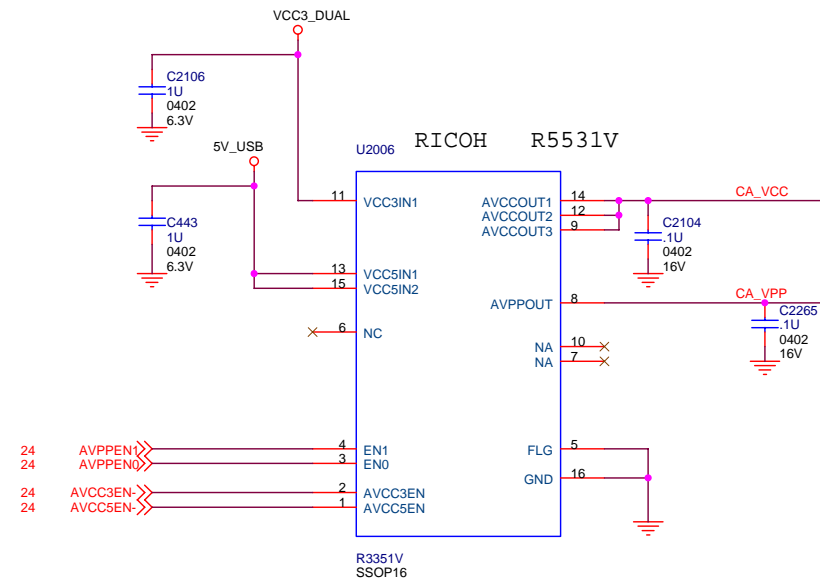 VCC3_DUAL
C2106
1U
0402
6.3V
5V_USB
C443
1U
0402
6.3V
U2006
RICOH R5531V
11 VCC3IN1
13 VCC5IN1
15 VCC5IN2
6 NC
24 AVPPEN1 4 EN1
24 AVPPEN0 3 EN0
24 AVCC3EN- 2 AVCC3EN
24 AVCC5EN- 1 AVCC5EN
AVCCOUT1 14
AVCCOUT2 12
AVCCOUT3 9
AVPPOUT 8
NA 10
NA 7
FLG 5
GND 16
CA_VCC
C2104
.1U
0402
16V
CA_VPP
C2265
.1U
0402
16V
R3351V
SSOP16